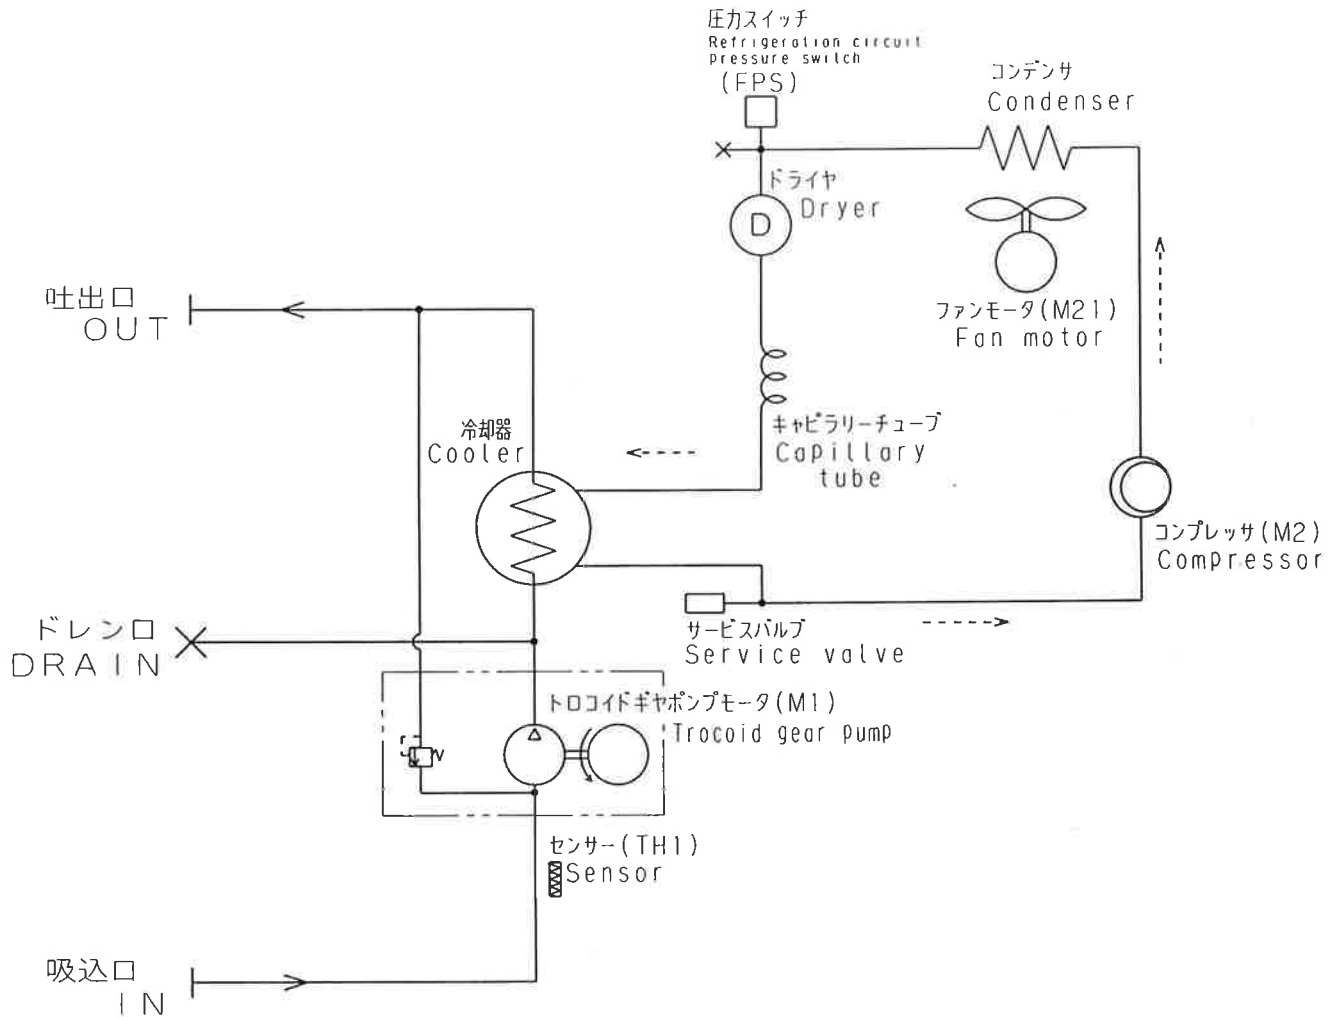 圧力スイッチ
Refrigeration circuit
Pressure switch
(FPS)
コンデンサ
Condenser
ドライヤ
Dryer
D
吐出口
OUT
ファンモータ(M21)
Fan motor
冷却器
Cooler
キャピラリーチューブ
Capillary
tube
コンプレッサ(M2)
Compressor
サービスバルブ
Service valve
ドレン口
DRAIN
トロコイドギヤポンプモータ(M1)
Trocoid gear pump
センサー(TH1)
Sensor
吸込口
IN